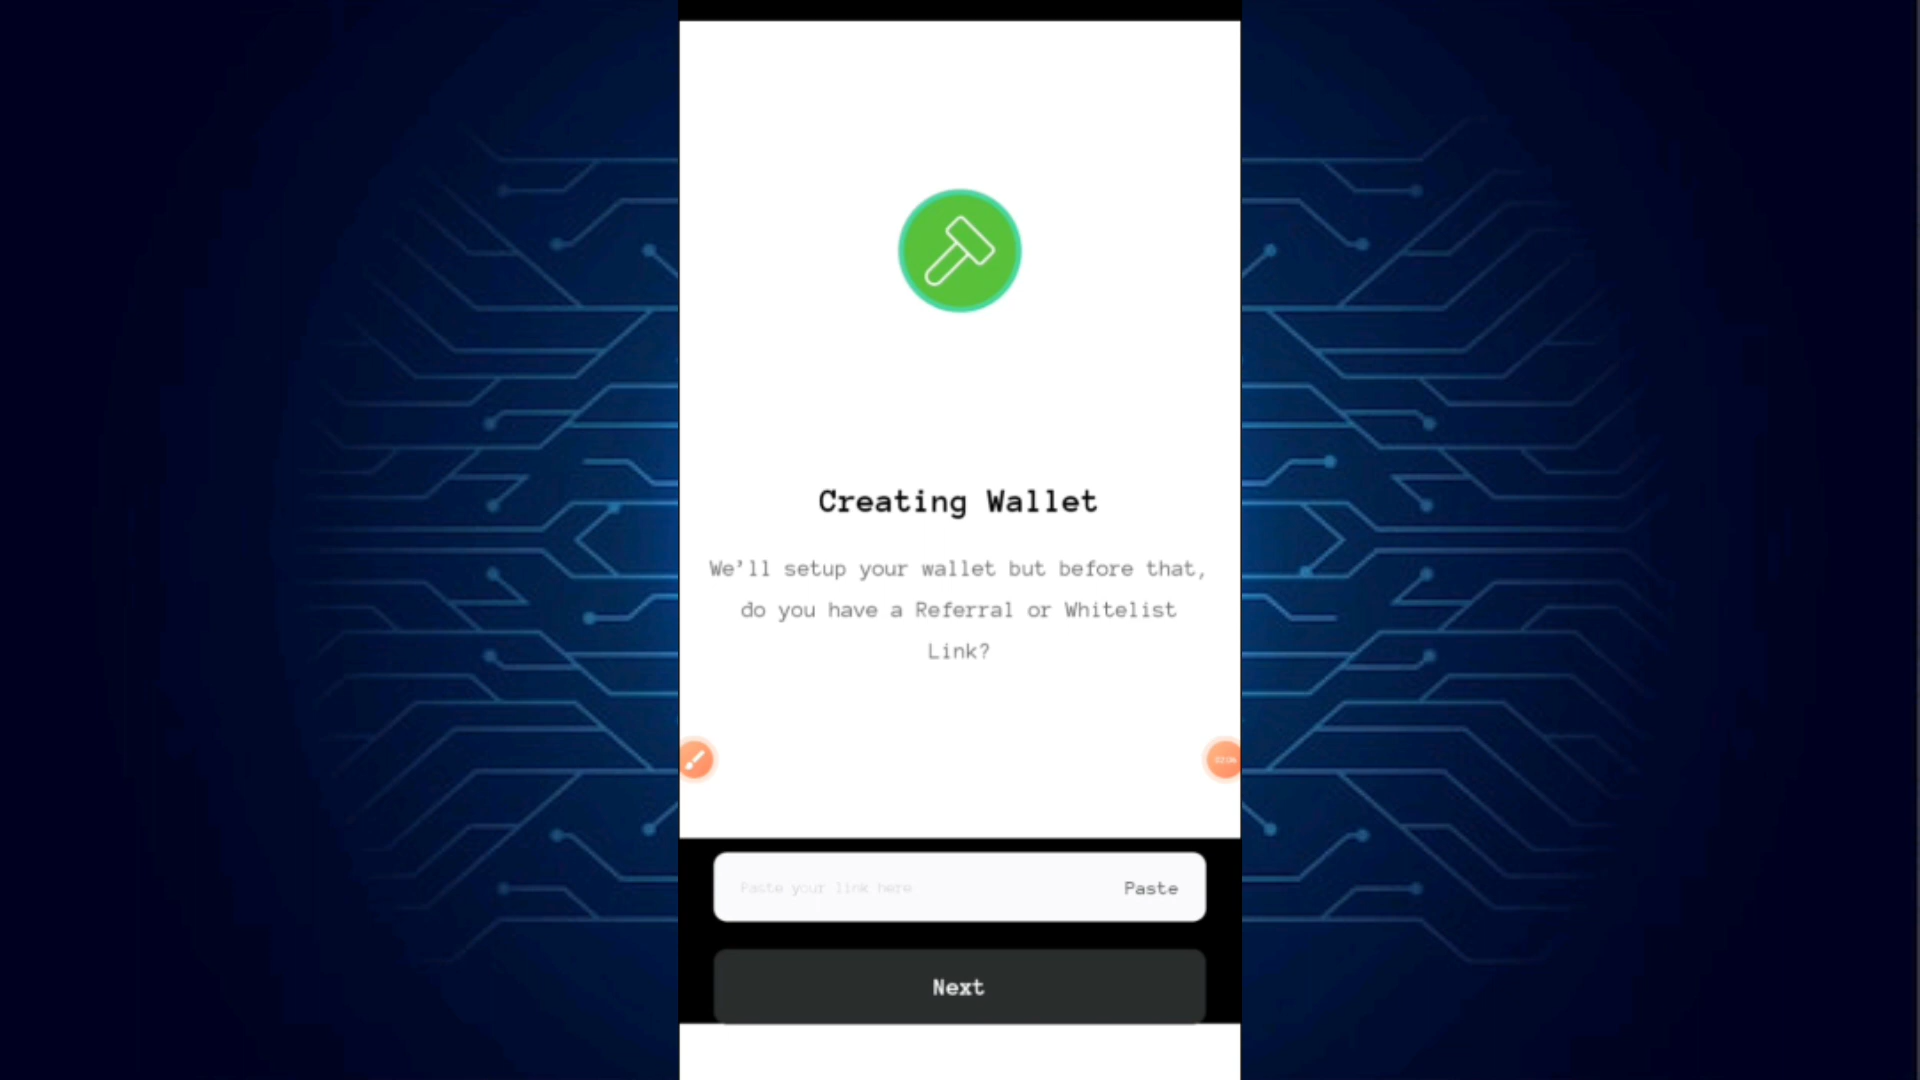 Creating Wallet
We’ll setup your wallet but before that,
do you have a Referral or Whitelist
Link?
Paste your link here
Paste
Next